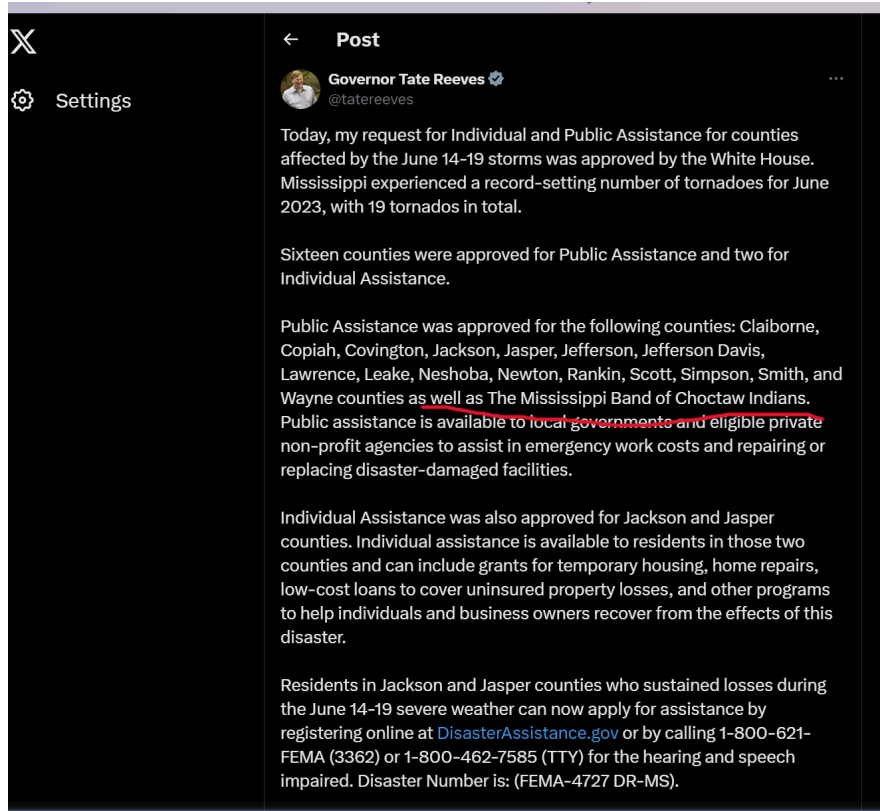 Post
Settings
Governor Tate Reeves
@tatereeves
Today, my request for Individual and Public Assistance for counties
affected by the June 14-19 storms was approved by the White House.
Mississippi experienced a record-setting number of tornadoes for June
2023, with 19 tornados in total.
Sixteen counties were approved for Public Assistance and two for
Individual Assistance.
Public Assistance was approved for the following counties: Claiborne,
Copiah, Covington, Jackson, Jasper, Jefferson, Jefferson Davis,
Lawrence, Leake, Neshoba, Newton, Rankin, Scott, Simpson, Smith, and
Wayne counties as well as The Mississippi Band of Choctaw Indians.
Public assistance is available to local governments and eligible private
non-profit agencies to assist in emergency work costs and repairing or
replacing disaster-damaged facilities.
Individual Assistance was also approved for Jackson and Jasper
counties. Individual assistance is available to residents in those two
counties and can include grants for temporary housing, home repairs,
low-cost loans to cover uninsured property losses, and other programs
to help individuals and business owners recover from the effects of this
disaster.
Residents in Jackson and Jasper counties who sustained losses during
the June 14-19 severe weather can now apply for assistance by
registering online at DisasterAssistance.gov or by calling 1-800-621-
FEMA (3362) or 1-800-462-7585 (TTY) for the hearing and speech
impaired. Disaster Number is: (FEMA-4727 DR-MS).